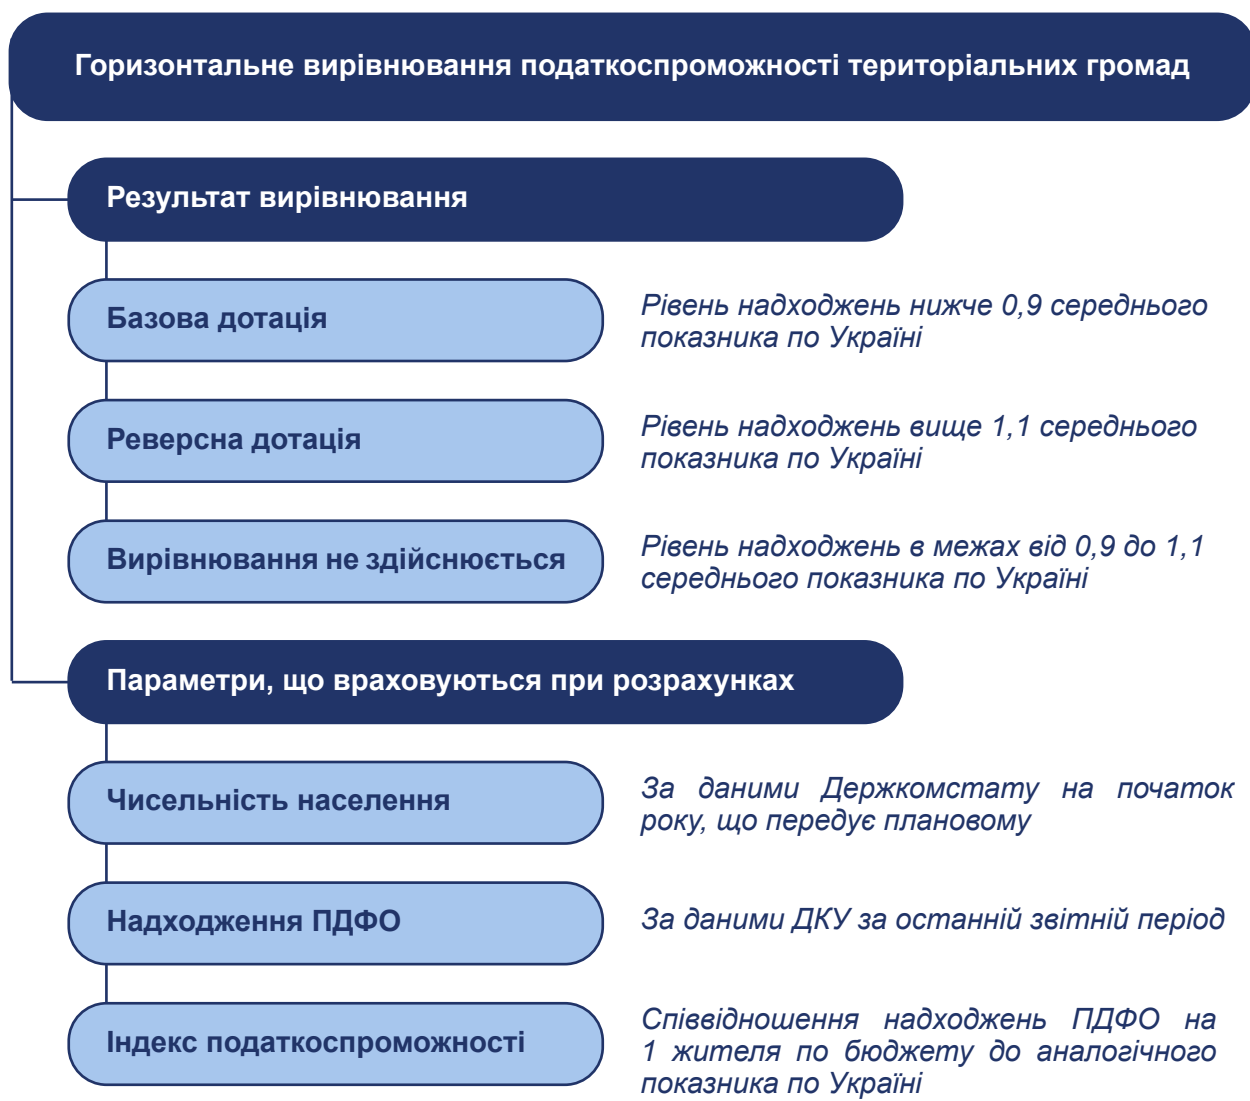 Горизонтальне вирівнювання податкоспроможності територіальних громад
Результат вирівнювання
Базова дотація
Рівень надходжень нижче 0,9 середнього
показника по Україні
Реверсна дотація
Рівень надходжень вище 1,1 середнього
показника по Україні
Вирівнювання не здійснюється
Рівень надходжень в межах від 0,9 до 1,1
середнього показника по Україні
Параметри, що враховуються при розрахунках
Чисельність населення
За даними Держкомстату на початок
року, що передує плановому
Надходження ПДФО
За даними ДКУ за останній звітній період
Індекс податкоспроможності
Співвідношення надходжень ПДФО на
1 жителя по бюджету до аналогічного
показника по Україні